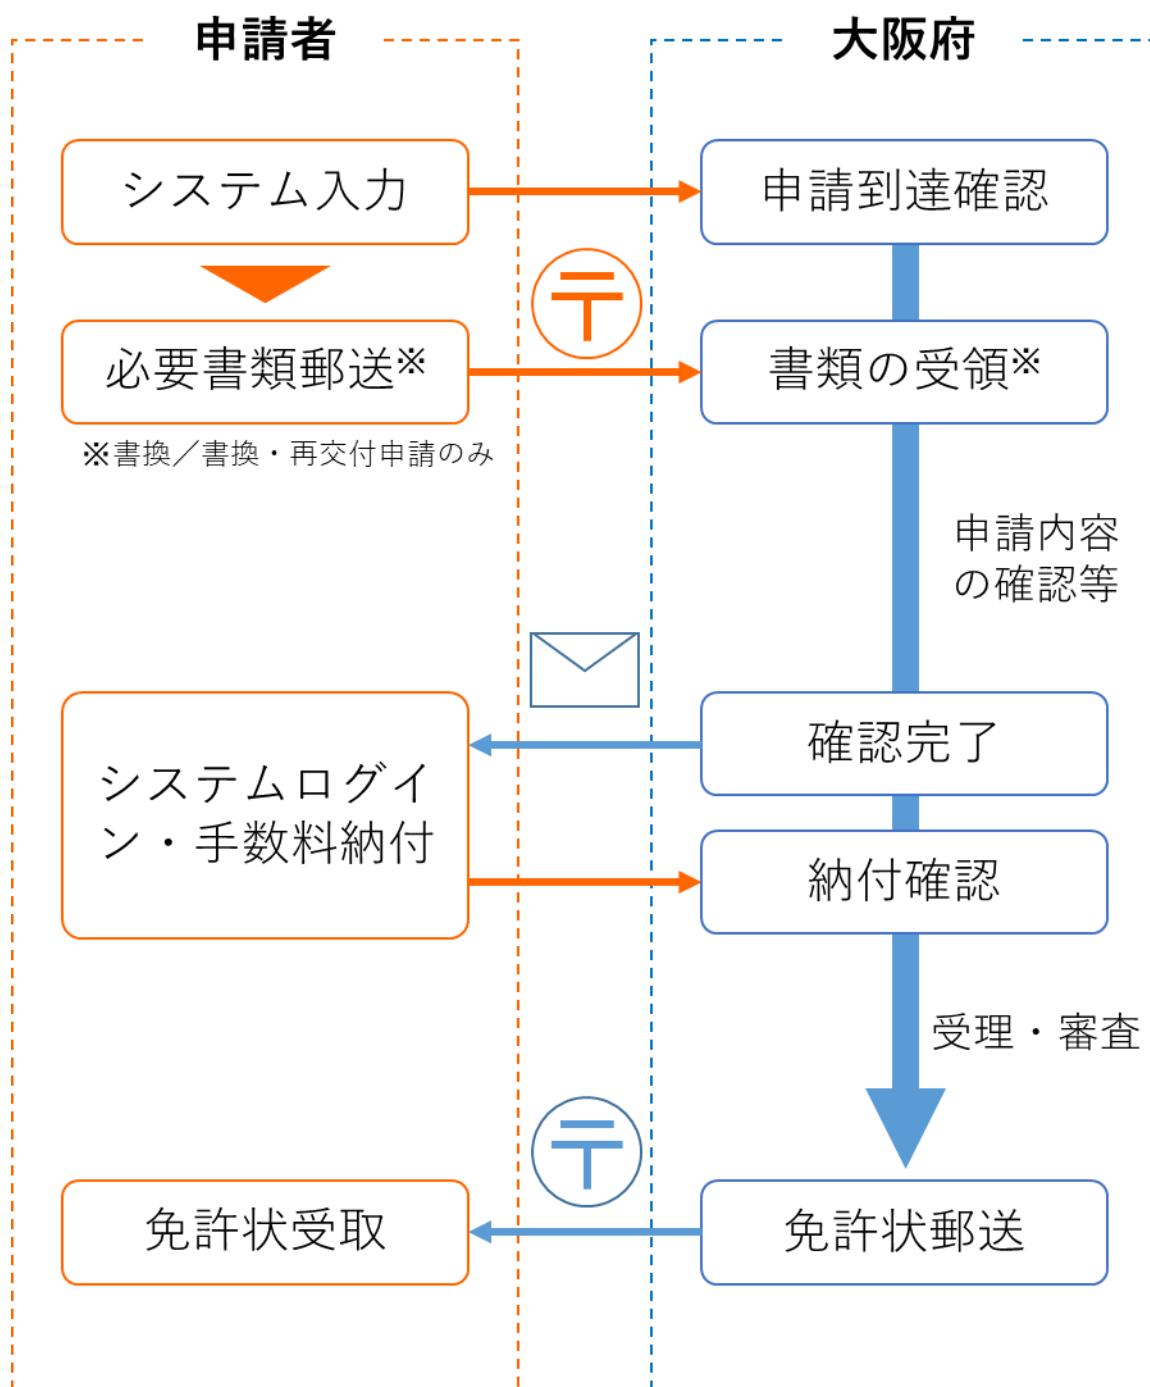 申請者
大阪府
システム入力
申請到達確認
〒
必要書類郵送※
書類の受領※
※書換／書換・再交付申請のみ
申請内容
の確認等
確認完了
システムログイ
ン・手数料納付
納付確認
受理・審査
〒
免許状受取
免許状郵送